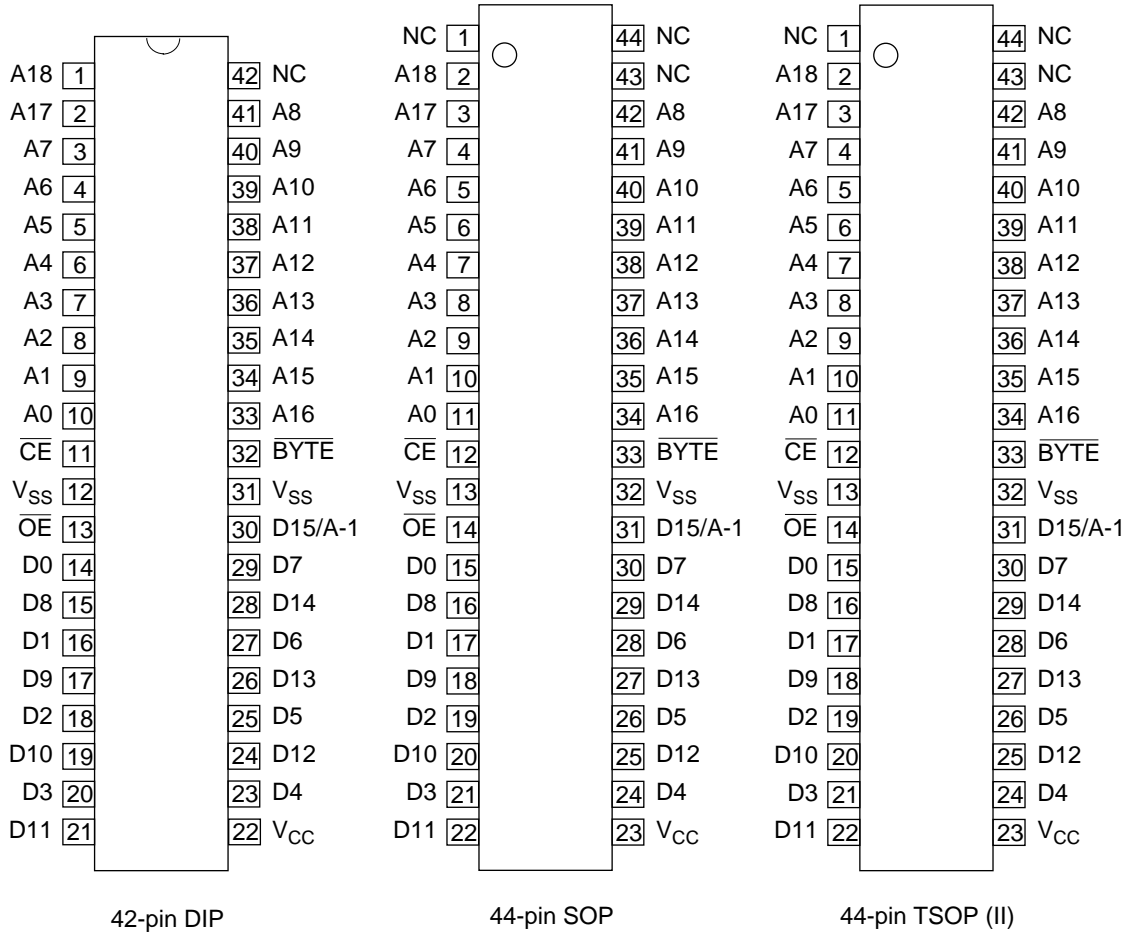 NC 1 44 NC NC 1 44 NC
A18 1 42 NC A18 2 43 NC A18 2 43 NC
A17 2 41 A8 A17 3 42 A8 A17 3 42 A8
A7 3 40 A9 A7 4 41 A9 A7 4 41 A9
A6 4 39 A10 A6 5 40 A10 A6 5 40 A10
A5 5 38 A11 A5 6 39 A11 A5 6 39 A11
A4 6 37 A12 A4 7 38 A12 A4 7 38 A12
A3 7 36 A13 A3 8 37 A13 A3 8 37 A13
A2 8 35 A14 A2 9 36 A14 A2 9 36 A14
A1 9 34 A15 A1 10 35 A15 A1 10 35 A15
A0 10 33 A16 A0 11 34 A16 A0 11 34 A16
CE 11 32 BYTE CE 12 33 BYTE CE 12 33 BYTE
VSS 12 31 VSS VSS 13 32 VSS VSS 13 32 VSS
OE 13 30 D15/A-1 OE 14 31 D15/A-1 OE 14 31 D15/A-1
D0 14 29 D7 D0 15 30 D7 D0 15 30 D7
D8 15 28 D14 D8 16 29 D14 D8 16 29 D14
D1 16 27 D6 D1 17 28 D6 D1 17 28 D6
D9 17 26 D13 D9 18 27 D13 D9 18 27 D13
D2 18 25 D5 D2 19 26 D5 D2 19 26 D5
D10 19 24 D12 D10 20 25 D12 D10 20 25 D12
D3 20 23 D4 D3 21 24 D4 D3 21 24 D4
D11 21 22 VCC D11 22 23 VCC D11 22 23 VCC
42-pin DIP 44-pin SOP 44-pin TSOP (II)